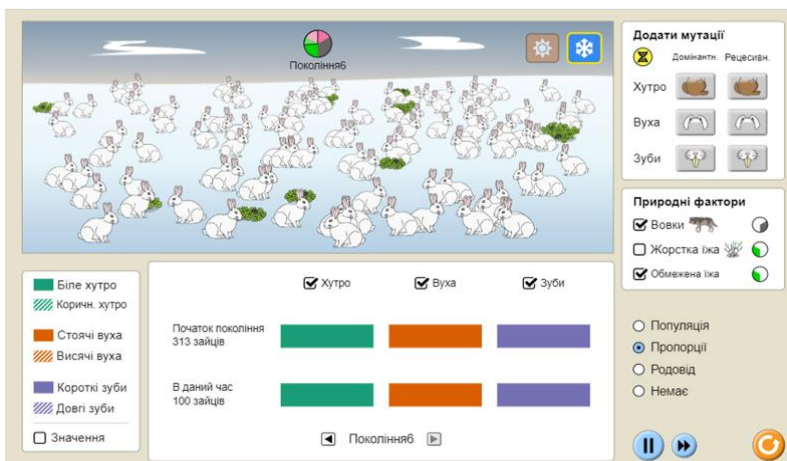 Покоління6
Додати мутації
Домінантн. Рецесивн.
Хутро
Вуха
Зуби
Природні фактори
Вовки
Жорстка їжа
Обмежена їжа
Біле хутро
Коричн. хутро
Стоячі вуха
Висячі вуха
Короткі зуби
Довгі зуби
Значення
Хутро Вуха Зуби
Початок покоління
313 зайців
В даний час
100 зайців
Покоління6
Популяція
Пропорції
Родовід
Немає